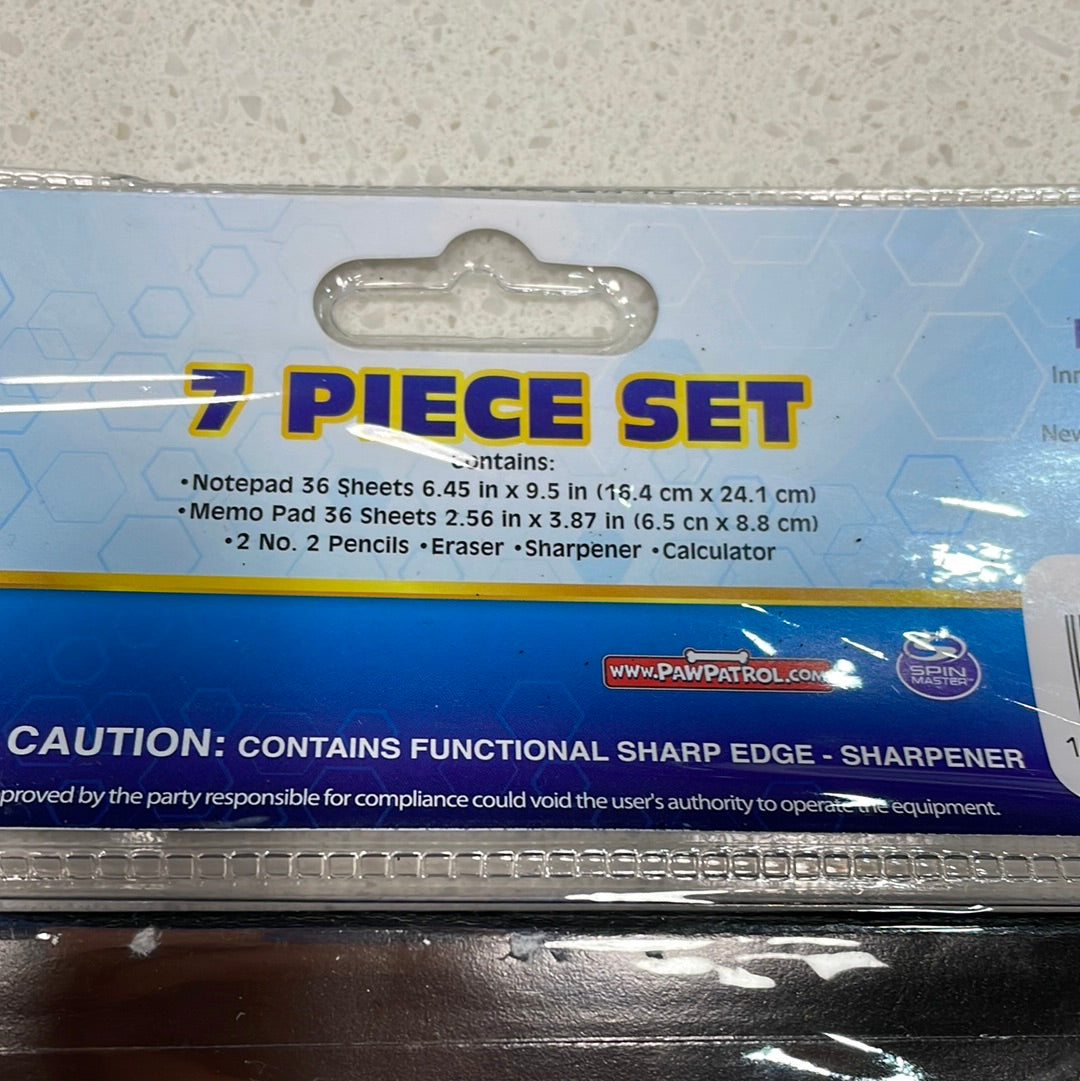 7 PIECE SET
Contains:
•Notepad 36 Sheets 6.45 in x 9.5 in (16.4 cm x 24.1 cm)
•Memo Pad 36 Sheets 2.56 in x 3.87 in (6.5 cn x 8.8 cm)
•2 No. 2 Pencils •Eraser •Sharpener •Calculator
WWW.PAWPATROL.COM
SPIN
MASTER™
CAUTION: CONTAINS FUNCTIONAL SHARP EDGE - SHARPENER
proved by the party responsible for compliance could void the user's authority to operate the equipment.